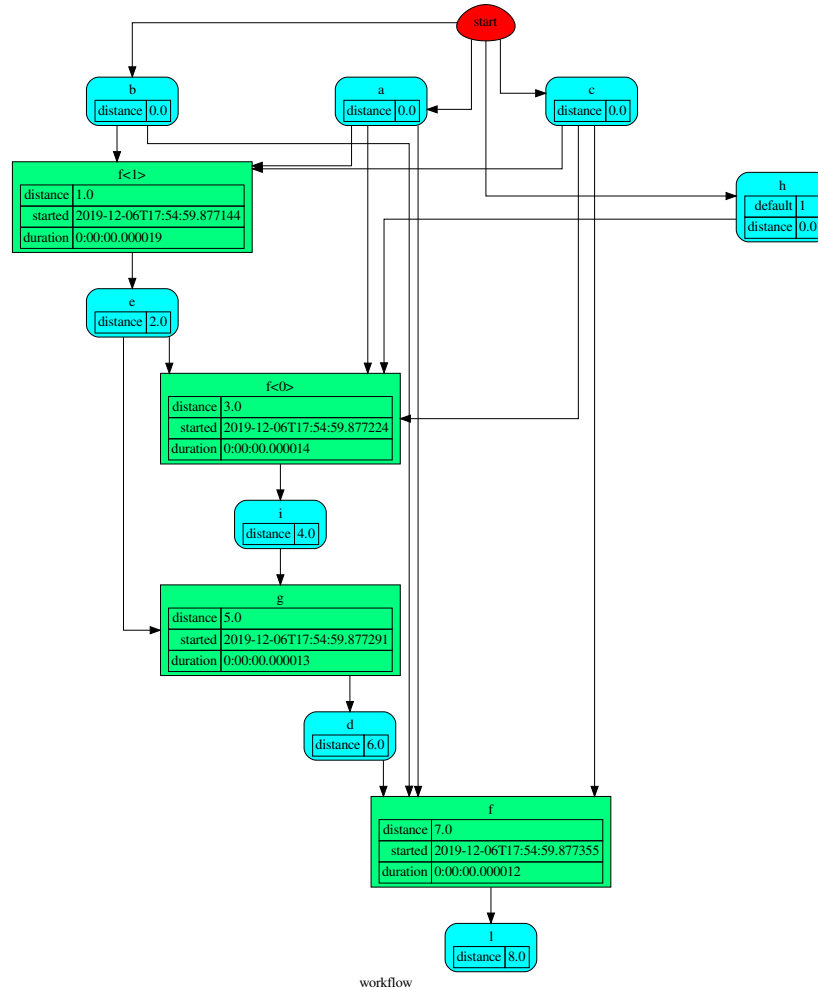 start
b
distance 0.0
a
distance 0.0
c
distance 0.0
f<1>
distance 1.0
started 2019-12-06T17:54:59.877144
duration 0:00:00.000019
h
default 1
distance 0.0
e
distance 2.0
f<0>
distance 3.0
started 2019-12-06T17:54:59.877224
duration 0:00:00.000014
i
distance 4.0
g
distance 5.0
started 2019-12-06T17:54:59.877291
duration 0:00:00.000013
d
distance 6.0
f
distance 7.0
started 2019-12-06T17:54:59.877355
duration 0:00:00.000012
l
distance 8.0
workflow